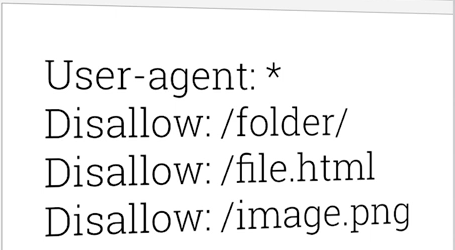 User-agent: *
Disallow: /folder/
Disallow: /file.html
Disallow: /image.png